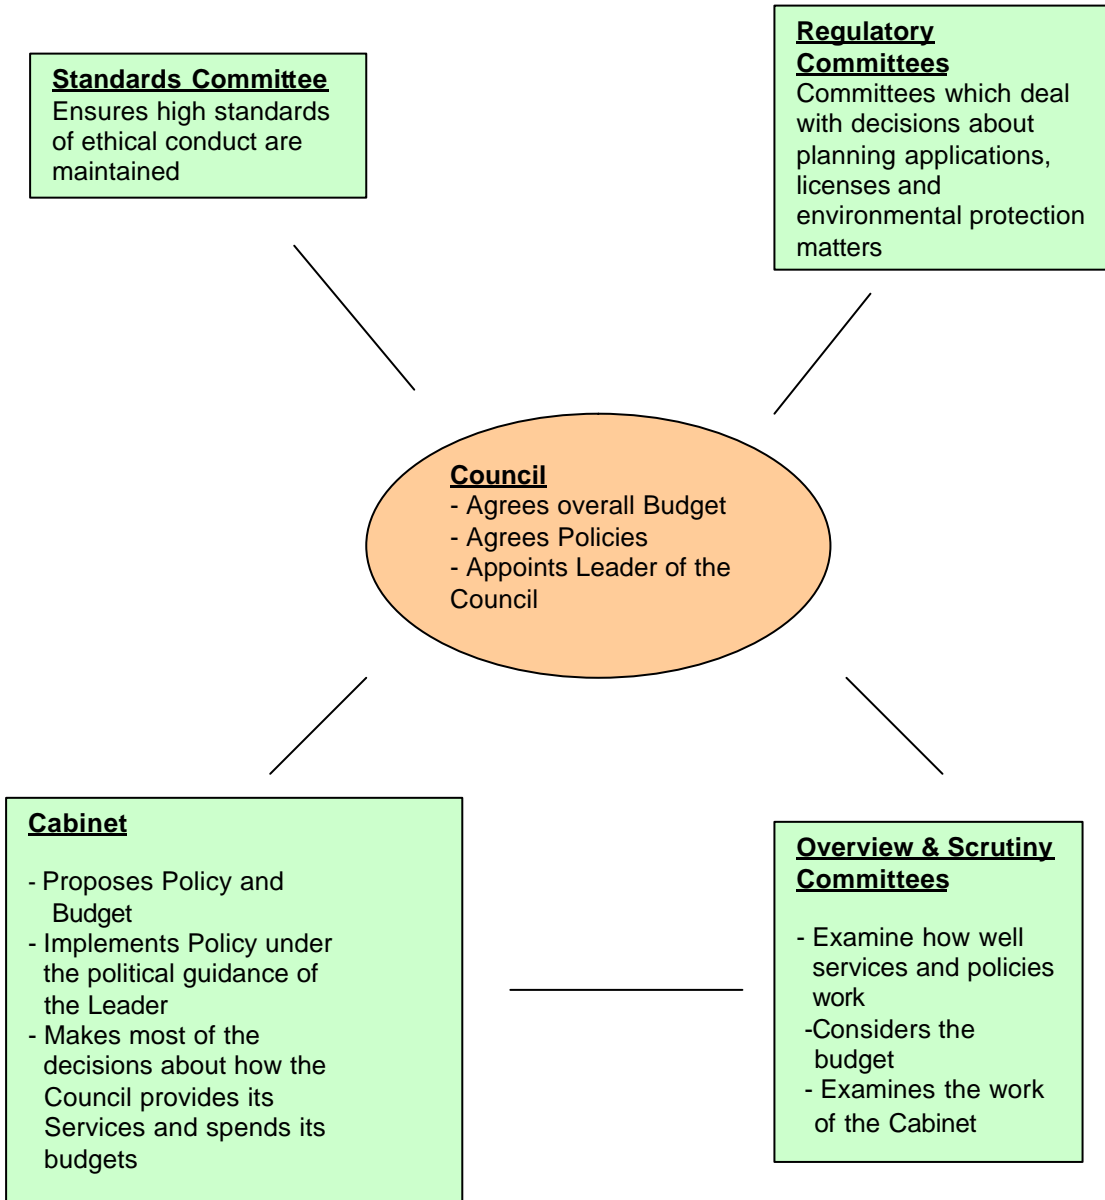 Standards Committee
Ensures high standards
of ethical conduct are
maintained
Regulatory
Committees
Committees which deal
with decisions about
planning applications,
licenses and
environmental protection
matters
Council
- Agrees overall Budget
- Agrees Policies
- Appoints Leader of the
Council
Cabinet
- Proposes Policy and
Budget
- Implements Policy under
the political guidance of
the Leader
- Makes most of the
decisions about how the
Council provides its
Services and spends its
budgets
Overview & Scrutiny
Committees
- Examine how well
services and policies
work
-Considers the
budget
- Examines the work
of the Cabinet